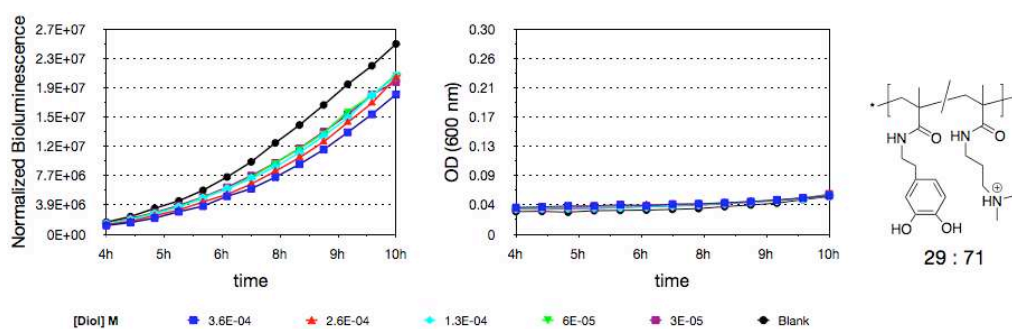 Normalized Bioluminescence
2.7E+07
2.3E+07
1.9E+07
1.5E+07
1.2E+07
7.7E+06
3.9E+06
0E+00
4h 5h 6h 8h 9h 10h
time
OD (600 nm)
0.30
0.26
0.21
0.17
0.13
0.09
0.04
0
4h 5h 6h 8h 9h 10h
time
* *
HN O HN O
HN ⊕
HO OH
29 : 71
[Diol] M 3.6E-04 2.6E-04 1.3E-04 6E-05 3E-05 Blank